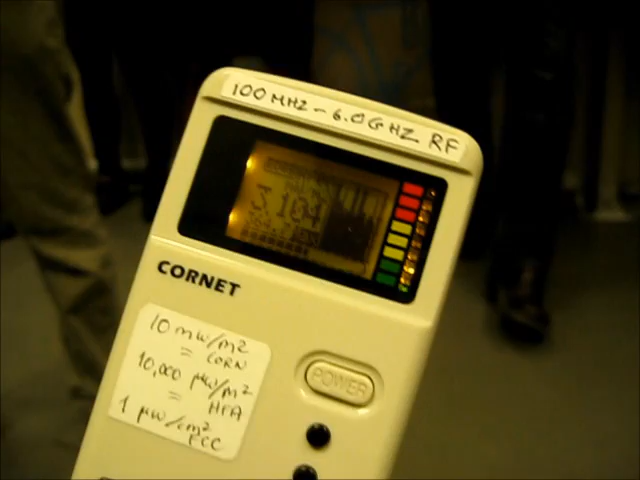 100 MHZ - 6.0 GHZ RF
3.104
CORNET
10 mW/m2
= CORN
10,000 μW/m2
= HFA
1 μW/cm2
FCC
POWER